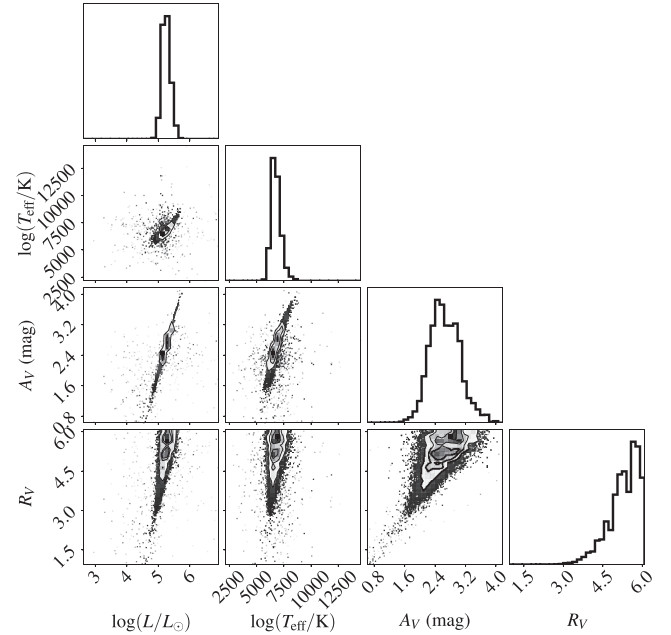 log(T_eff/K)
12500
10000
7500
5000
2500
A_V (mag)
4.0
3.2
2.4
1.6
0.8
R_V
6.0
4.5
3.0
1.5
3 4 5 6
2500 5000 7500 10000 12500
0.8 1.6 2.4 3.2 4.0
1.5 3.0 4.5 6.0
log(L/L_⊙) log(T_eff/K) A_V (mag) R_V